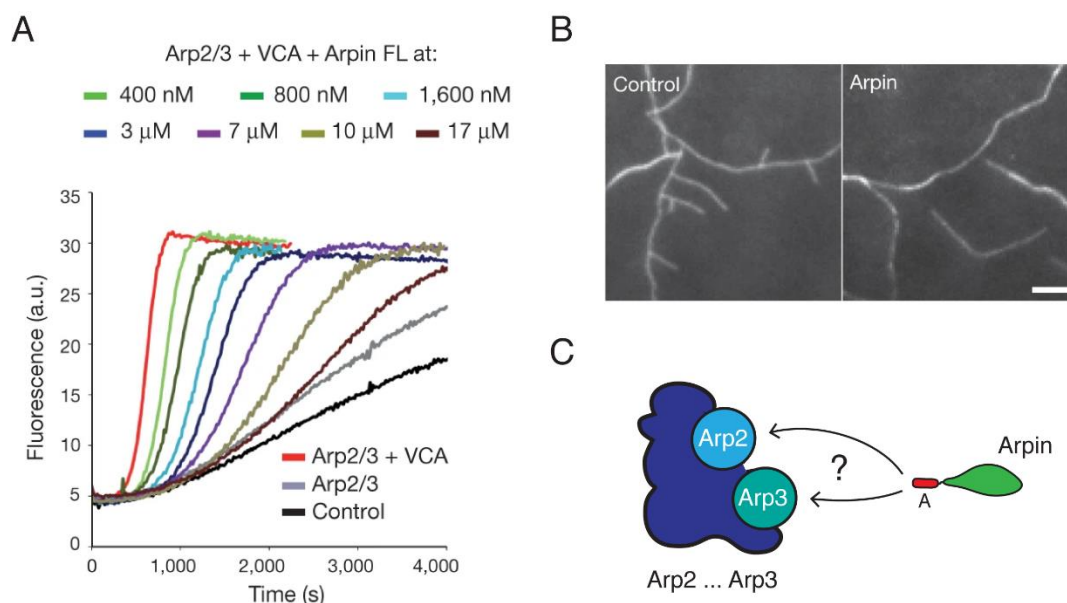 A
Arp2/3 + VCA + Arpin FL at:
400 nM 800 nM 1,600 nM
3 μM 7 μM 10 μM 17 μM
35
30
25
20
15
10
5
0
Fluorescence (a.u.)
Arp2/3 + VCA
Arp2/3
Control
0 1,000 2,000 3,000 4,000
Time (s)
B
Control
Arpin
C
Arp2
Arp3
?
Arpin
A
Arp2 ... Arp3